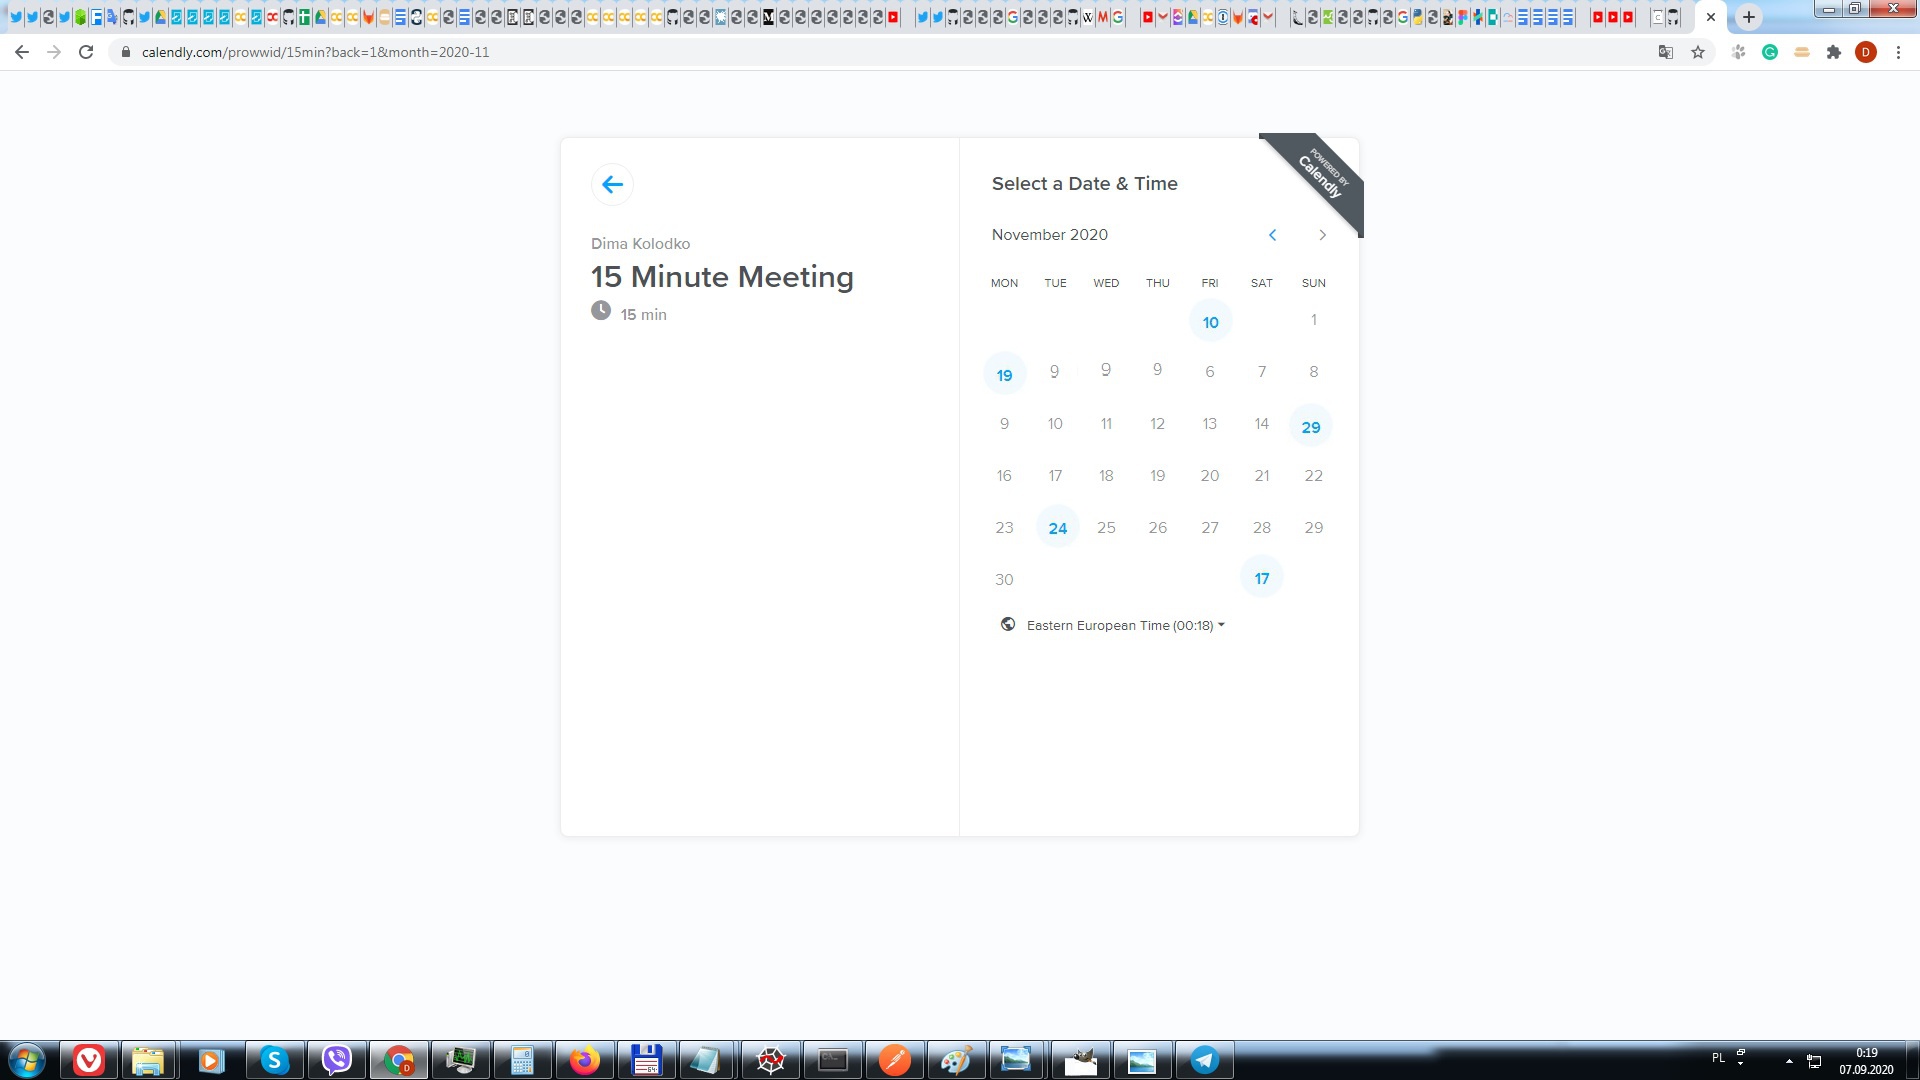 calendly.com/prowwid/15min?back=1&month=2020-11
D
POWERED BY
Calendly
Dima Kolodko
15 Minute Meeting
15 min
Select a Date & Time
November 2020
MON TUE WED THU FRI SAT SUN
10 1
19 9 9 9 6 7 8
9 10 11 12 13 14 29
16 17 18 19 20 21 22
23 24 25 26 27 28 29
30 17
Eastern European Time (00:18)
PL
0:19
07.09.2020